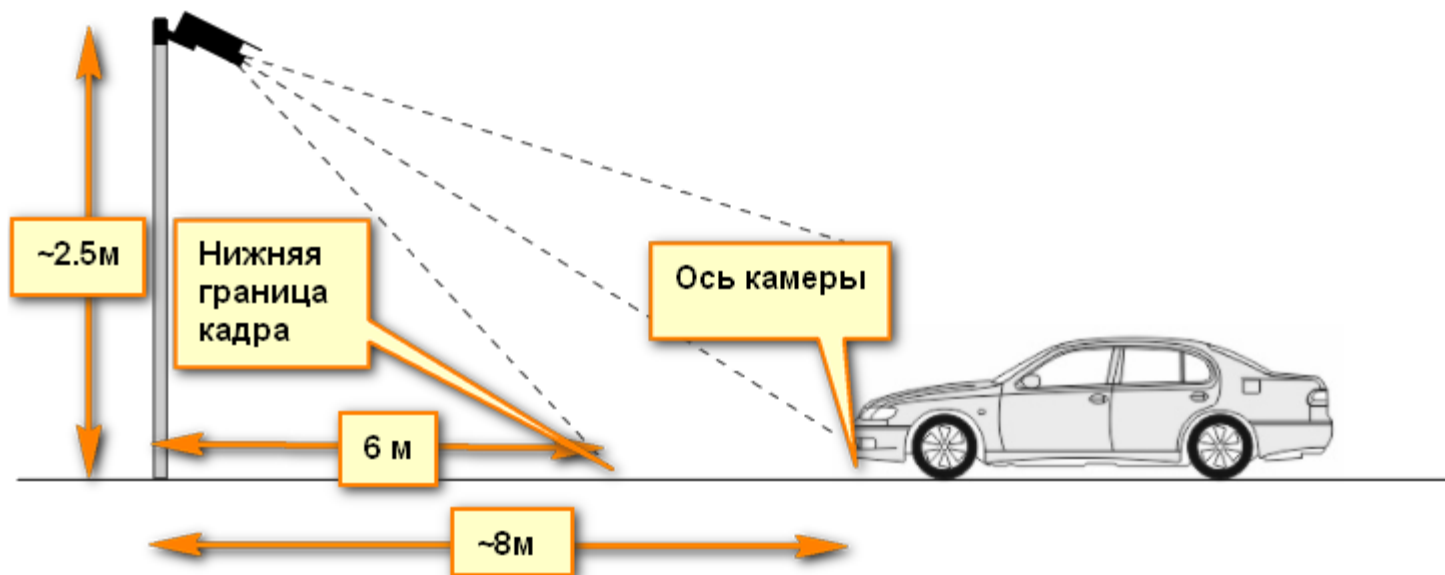 ~2.5м
Нижняя
граница
кадра
Ось камеры
6 м
~8м